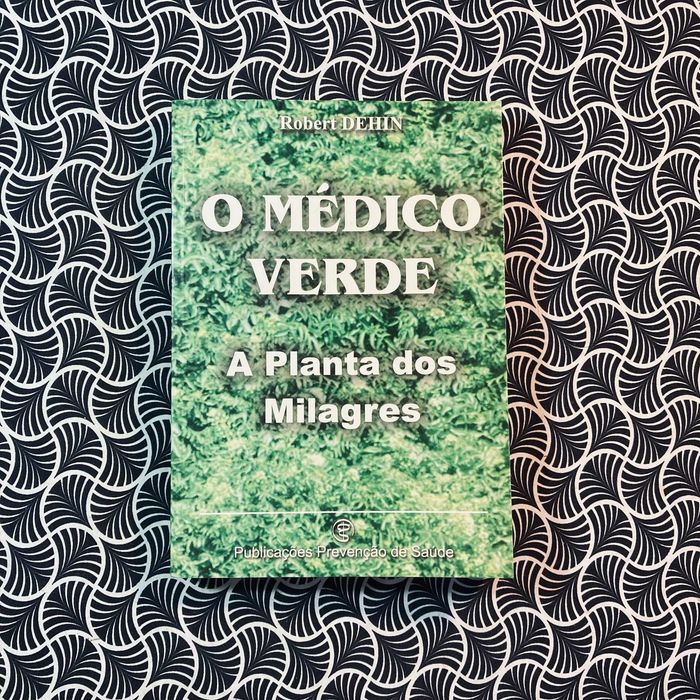 Robert DEHIN
O MÉDICO
VERDE
A Planta dos
Milagres
Publicações Prevenção de Saúde